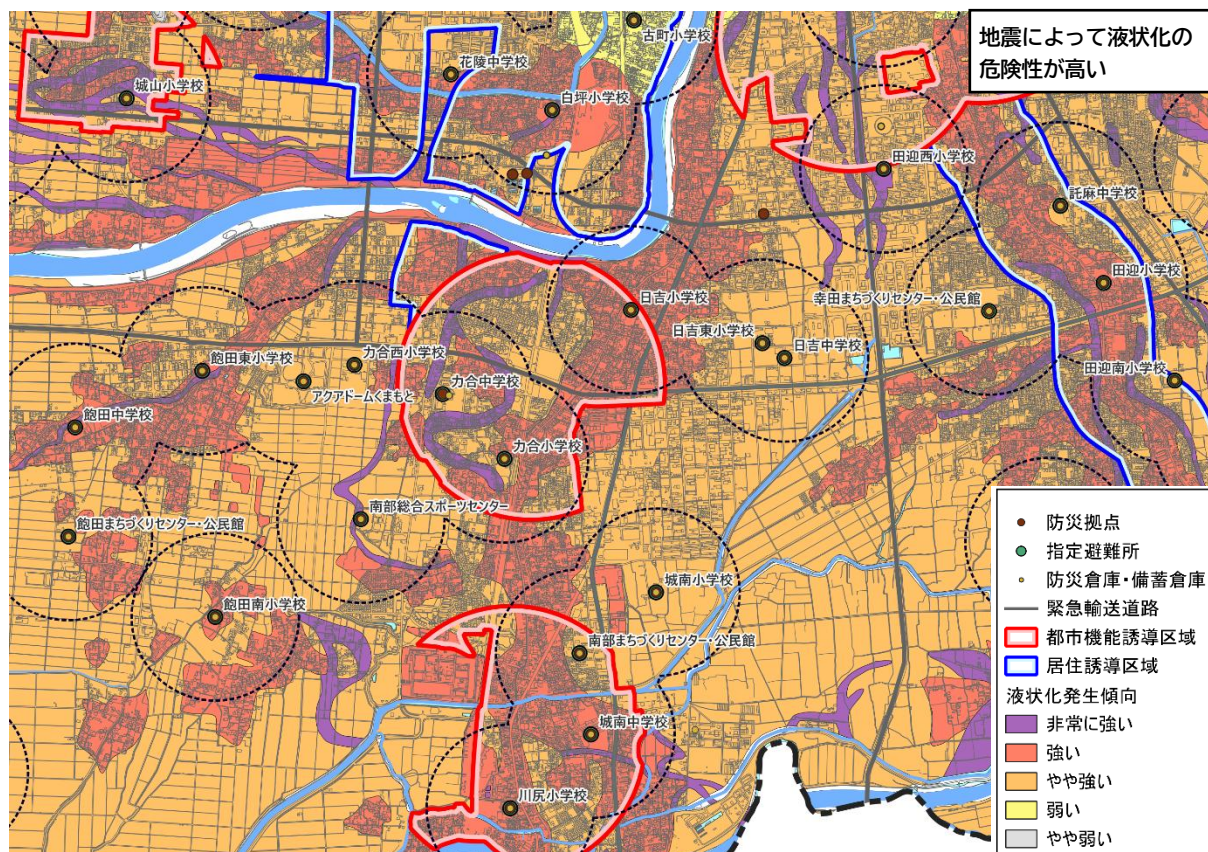 地震によって液状化の
危険性が高い
古町小学校
花陵中学校
城山小学校
白坪小学校
田迎西小学校
託麻中学校
田迎小学校
日吉小学校
幸田まちづくりセンター・公民館
日吉東小学校
日吉中学校
力合西小学校
飽田東小学校
田迎南小学校
力合中学校
アクアドームくまもと
飽田中学校
力合小学校
南部総合スポーツセンター
飽田まちづくりセンター・公民館
城南小学校
飽田南小学校
南部まちづくりセンター・公民館
城南中学校
川尻小学校
防災拠点
指定避難所
防災倉庫・備蓄倉庫
緊急輸送道路
都市機能誘導区域
居住誘導区域
液状化発生傾向
非常に強い
強い
やや強い
弱い
やや弱い